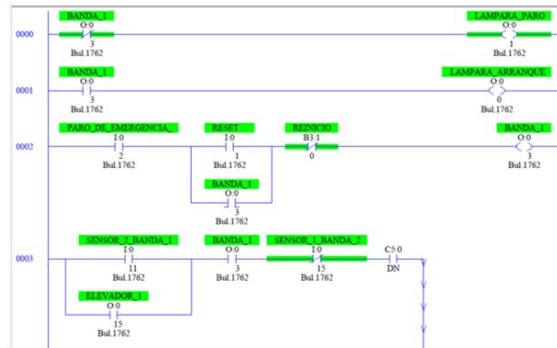 BANDA_1
O:0
3
Bul.1762
LAMPARA_PARO
O:0
1
Bul.1762
0000
BANDA_1
O:0
3
Bul.1762
LAMPARA_ARRANQUE
O:0
0
Bul.1762
0001
PARO_DE_EMERGENCIA_
I:0
2
Bul.1762
RESET
I:0
1
Bul.1762
REINICIO
B3:1
0
BANDA_1
O:0
3
Bul.1762
0002
BANDA_1
O:0
3
Bul.1762
SENSOR_2_BANDA_1
I:0
11
Bul.1762
BANDA_1
O:0
3
Bul.1762
SENSOR_1_BANDA_2
I:0
15
Bul.1762
C5:0
DN
0003
ELEVADOR_1
O:0
15
Bul.1762